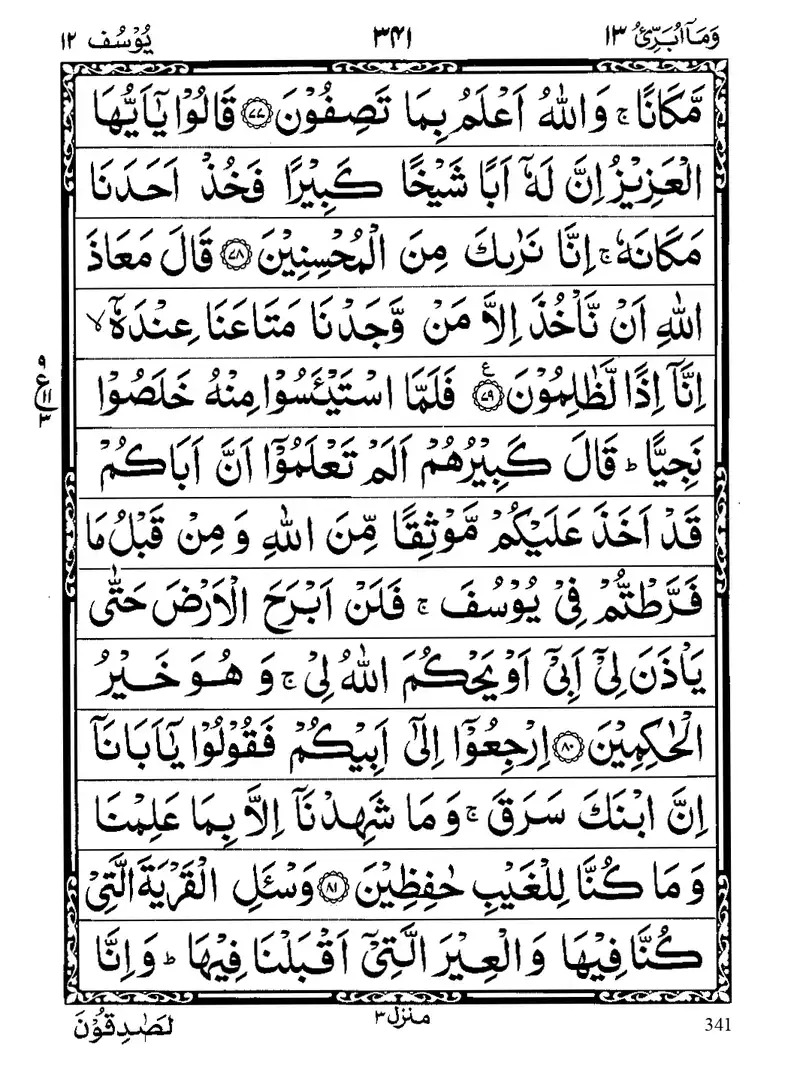 وَمَآ اُبَرِّئُ ١٣ ٣٤١ يُوْسُف ١٢
مَّكَانًا ۚ وَاللّٰهُ اَعْلَمُ بِمَا تَصِفُوْنَ ﴿٧٧﴾ قَالُوْا يٰٓاَيُّهَا
الْعَزِيْزُ اِنَّ لَهٗٓ اَبًا شَيْخًا كَبِيْرًا فَخُذْ اَحَدَنَا
مَكَانَهٗ ۚ اِنَّا نَرٰىكَ مِنَ الْمُحْسِنِيْنَ ﴿٧٨﴾ قَالَ مَعَاذَ
اللّٰهِ اَنْ نَّاْخُذَ اِلَّا مَنْ وَّجَدْنَا مَتَاعَنَا عِنْدَهٗٓ ۙ
اِنَّآ اِذًا لَّظٰلِمُوْنَ ﴿٧٩﴾ ع فَلَمَّا اسْتَيْـَٔسُوْا مِنْهُ خَلَصُوْا
٩ ع ١١ ٣
نَجِيًّا ؕ قَالَ كَبِيْرُهُمْ اَلَمْ تَعْلَمُوْٓا اَنَّ اَبَاكُمْ
قَدْ اَخَذَ عَلَيْكُمْ مَّوْثِقًا مِّنَ اللّٰهِ وَمِنْ قَبْلُ مَا
فَرَّطْتُّمْ فِيْ يُوْسُفَ ۚ فَلَنْ اَبْرَحَ الْاَرْضَ حَتّٰى
يَاْذَنَ لِيْٓ اَبِيْٓ اَوْ يَحْكُمَ اللّٰهُ لِيْ ۚ وَهُوَ خَيْرُ
الْحٰكِمِيْنَ ﴿٨٠﴾ اِرْجِعُوْٓا اِلٰٓى اَبِيْكُمْ فَقُوْلُوْا يٰٓاَبَانَآ
اِنَّ ابْنَكَ سَرَقَ ۚ وَمَا شَهِدْنَآ اِلَّا بِمَا عَلِمْنَا
وَمَا كُنَّا لِلْغَيْبِ حٰفِظِيْنَ ﴿٨١﴾ وَسْـَٔلِ الْقَرْيَةَ الَّتِيْ
كُنَّا فِيْهَا وَالْعِيْرَ الَّتِيْٓ اَقْبَلْنَا فِيْهَا ؕ وَاِنَّا
لَصٰدِقُوْنَ
منزل ٣
341